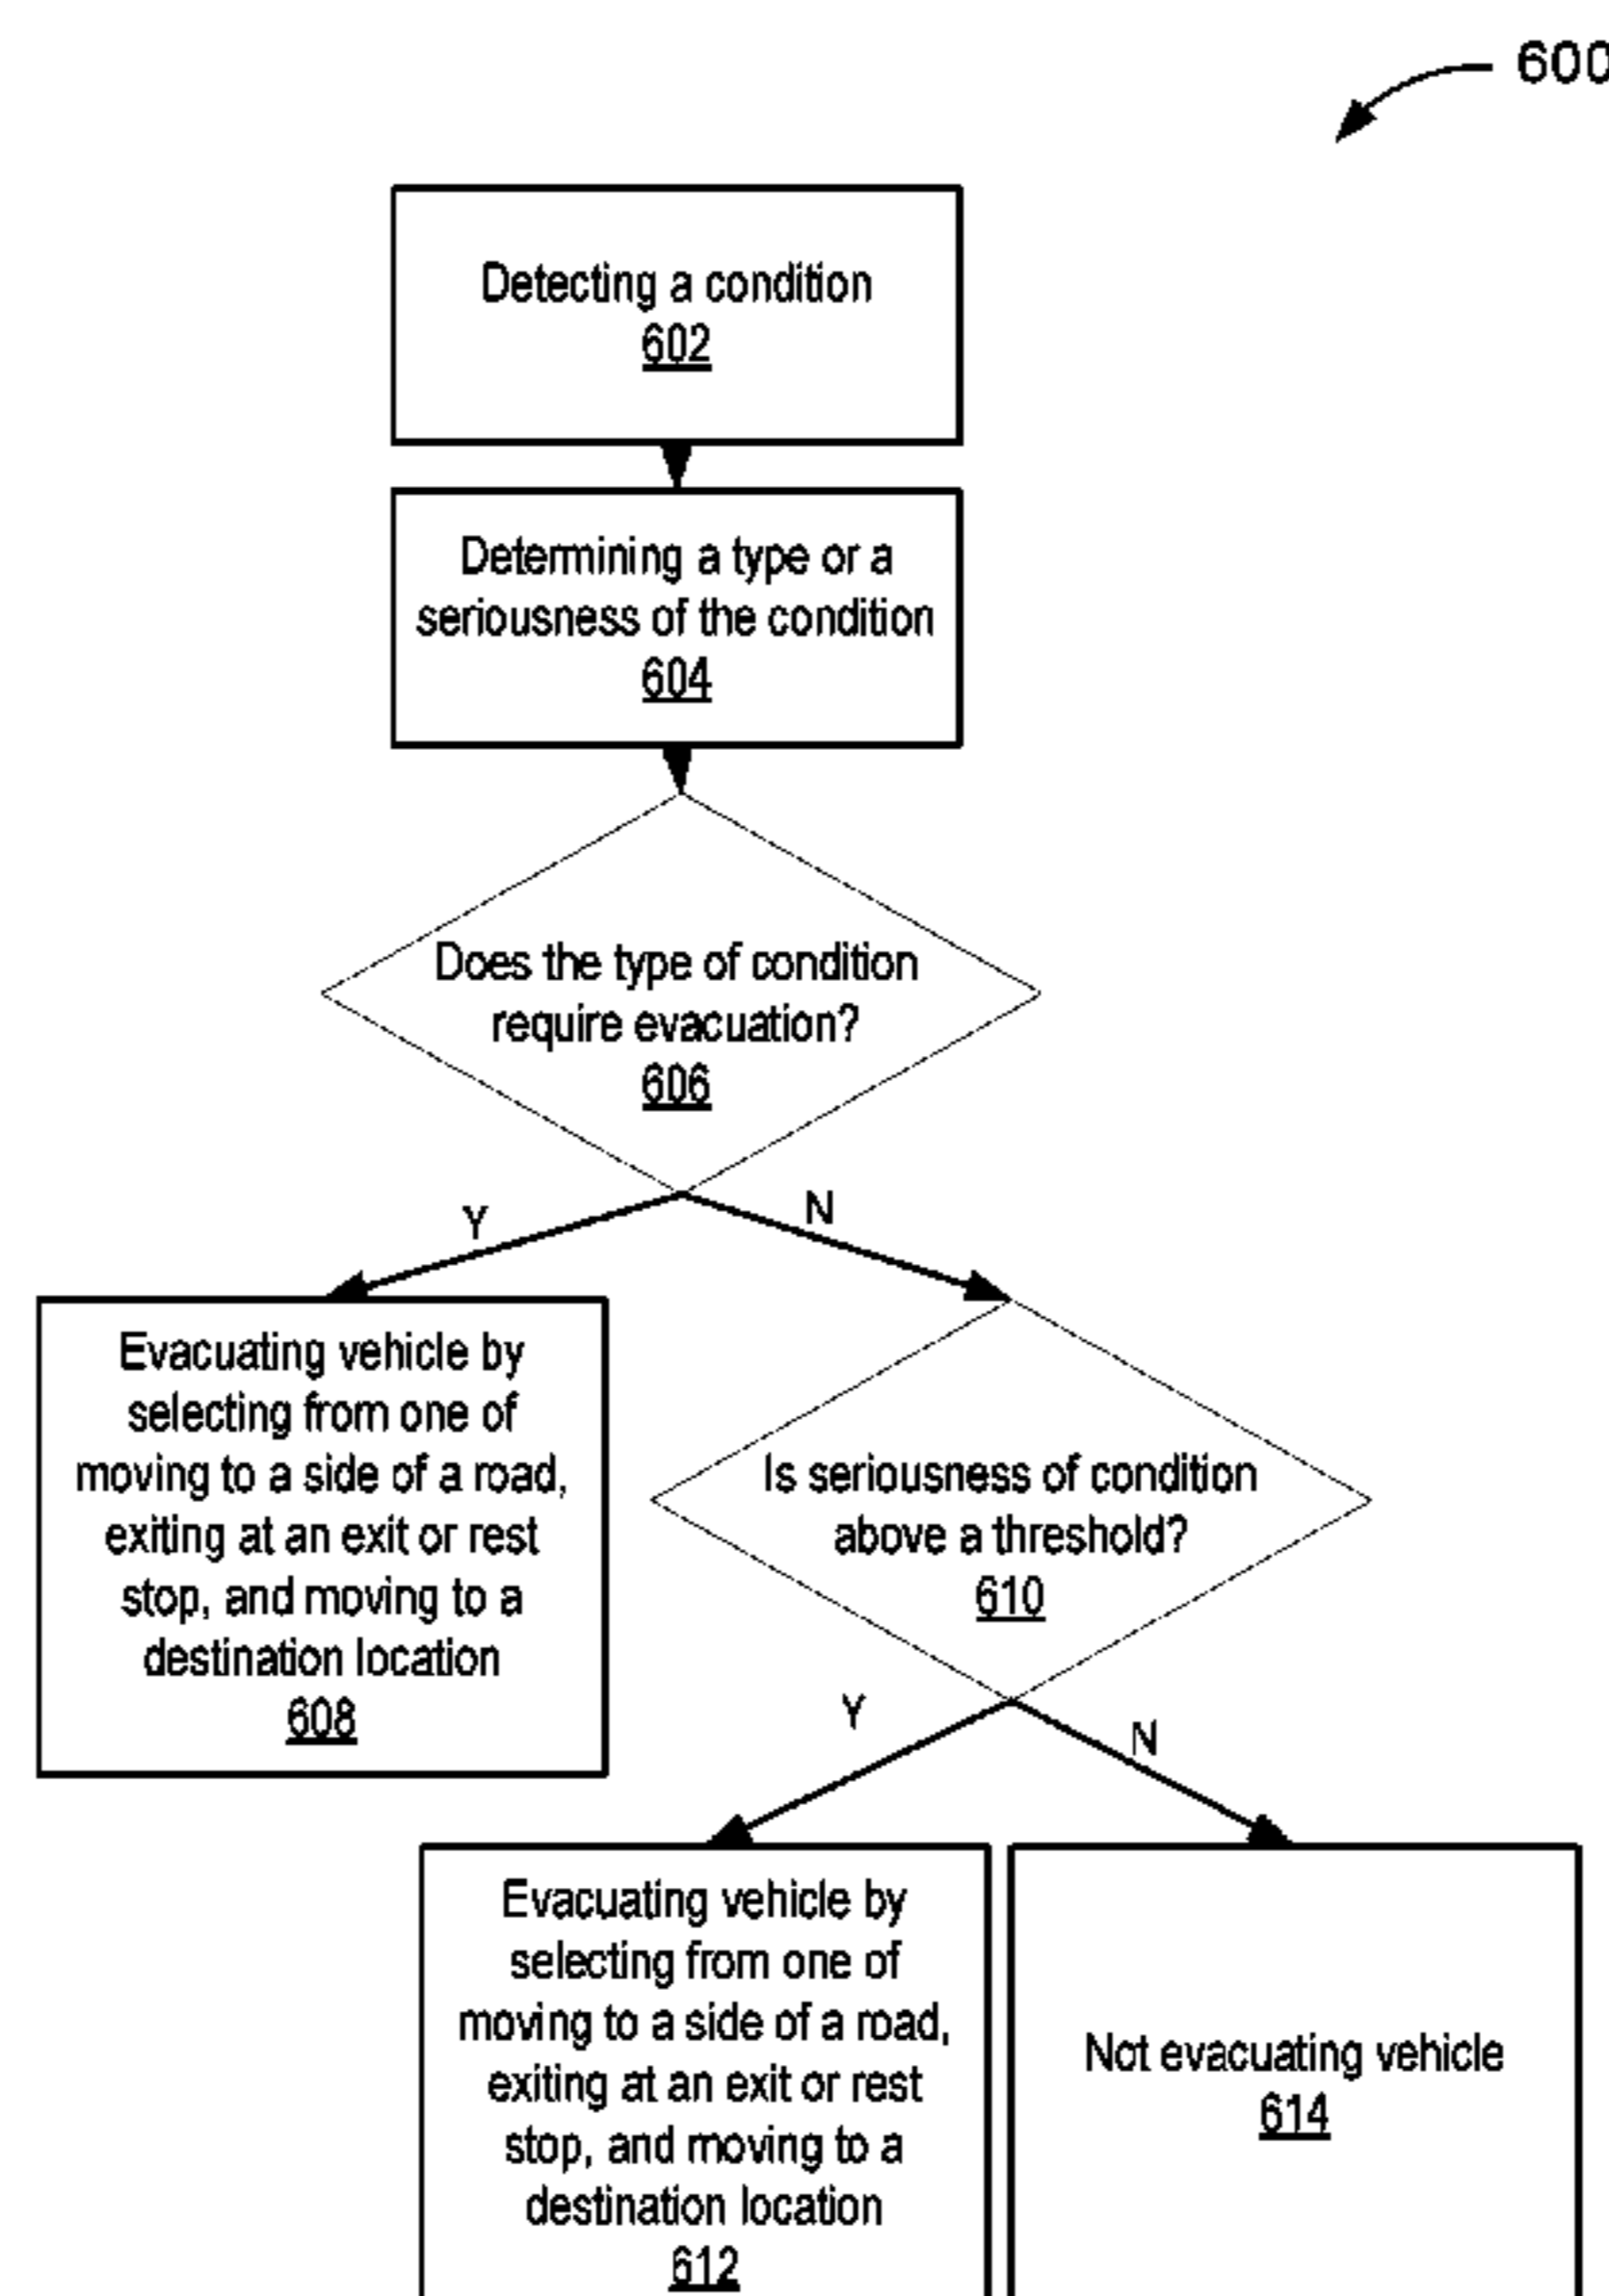 600
Detecting a condition
602
Determining a type or a
seriousness of the condition
604
Does the type of condition
require evacuation?
606
Y
N
Evacuating vehicle by
selecting from one of
moving to a side of a road,
exiting at an exit or rest
stop, and moving to a
destination location
608
Is seriousness of condition
above a threshold?
610
Y
N
Evacuating vehicle by
selecting from one of
moving to a side of a road,
exiting at an exit or rest
stop, and moving to a
destination location
612
Not evacuating vehicle
614